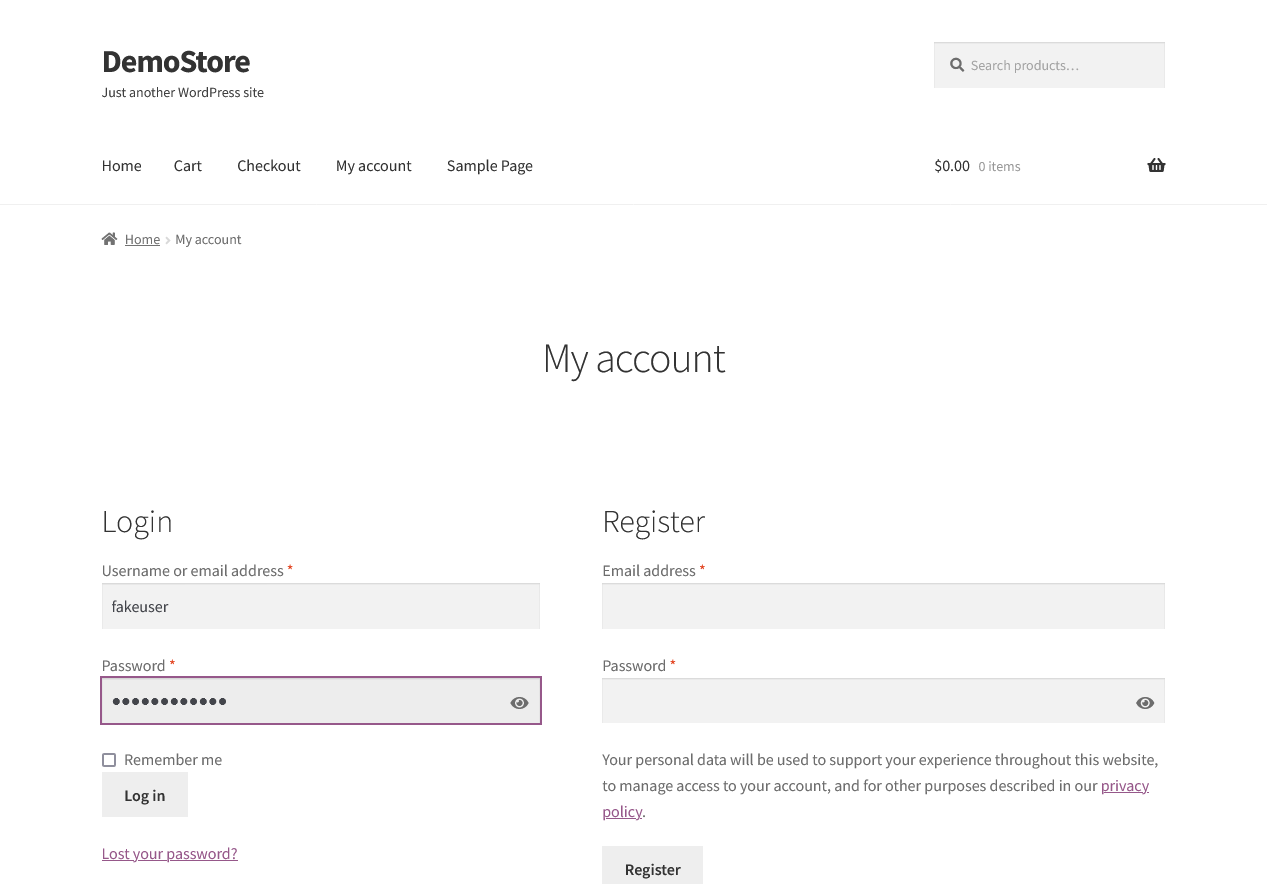 DemoStore
Just another WordPress site
Search products…
Home Cart Checkout My account Sample Page
$0.00 0 items
Home My account
My account
Login
Username or email address *
fakeuser
Password *
••••••••••••
Remember me
Log in
Lost your password?
Register
Email address *
Password *
Your personal data will be used to support your experience throughout this website,
to manage access to your account, and for other purposes described in our privacy
policy.
Register